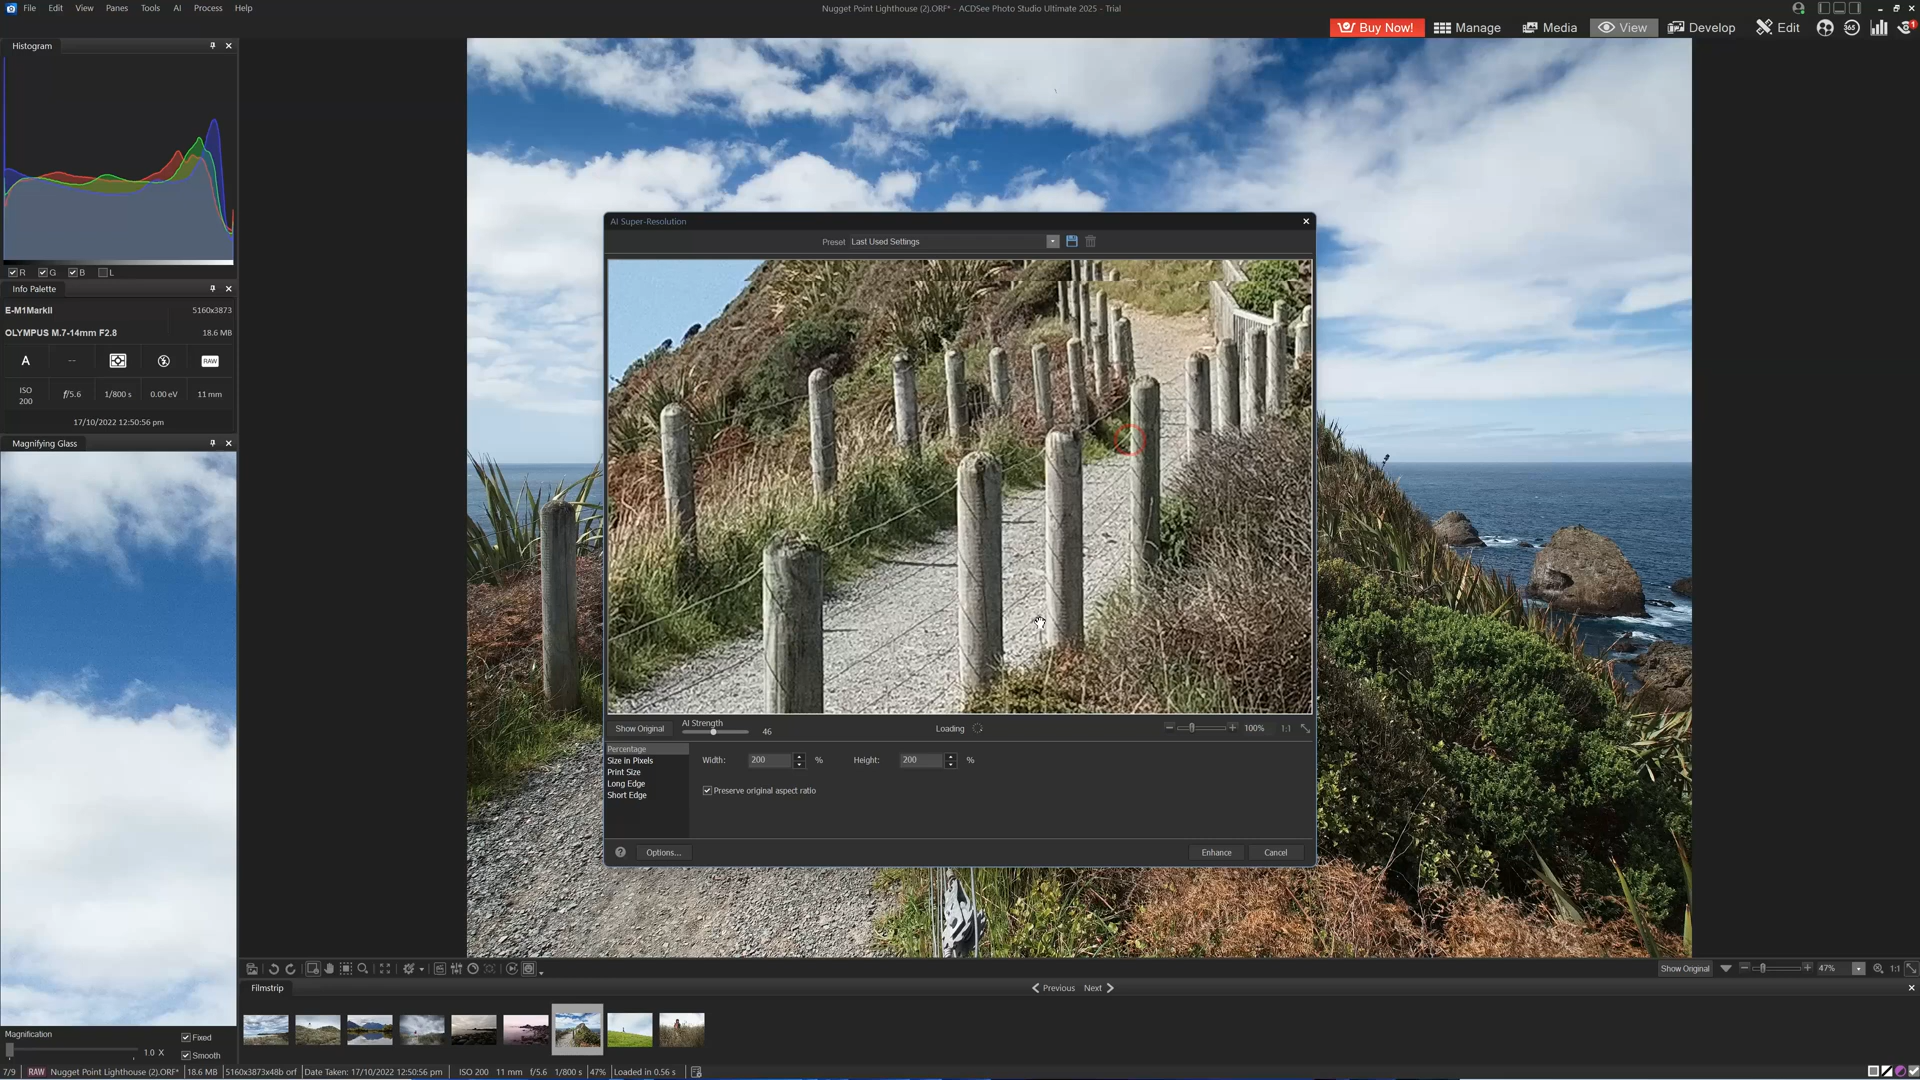 File Edit View Panes Tools AI Process Help
Nugget Point Lighthouse (2).ORF* - ACDSee Photo Studio Ultimate 2025 - Trial
Buy Now! Manage Media View Develop Edit 365 1
Histogram
R G B L
Info Palette
E-M1MarkII 5160x3873
OLYMPUS M.7-14mm F2.8 18.6 MB
A -- RAW
ISO 200 f/5.6 1/800 s 0.00 eV 11 mm
17/10/2022 12:50:56 pm
Magnifying Glass
AI Super-Resolution
Preset Last Used Settings
Show Original AI Strength 46 Loading 100% 1:1
Percentage
Size in Pixels
Print Size
Long Edge
Short Edge
Width: 200 % Height: 200 %
Preserve original aspect ratio
Options... Enhance Cancel
Show Original 47% 1:1
Filmstrip Previous Next
Magnification Fixed
1.0 X Smooth
7/9 RAW Nugget Point Lighthouse (2).ORF* 18.6 MB 5160x3873x48b orf Date Taken: 17/10/2022 12:50:56 pm ISO 200 11 mm f/5.6 1/800 s 47% Loaded in 0.56 s